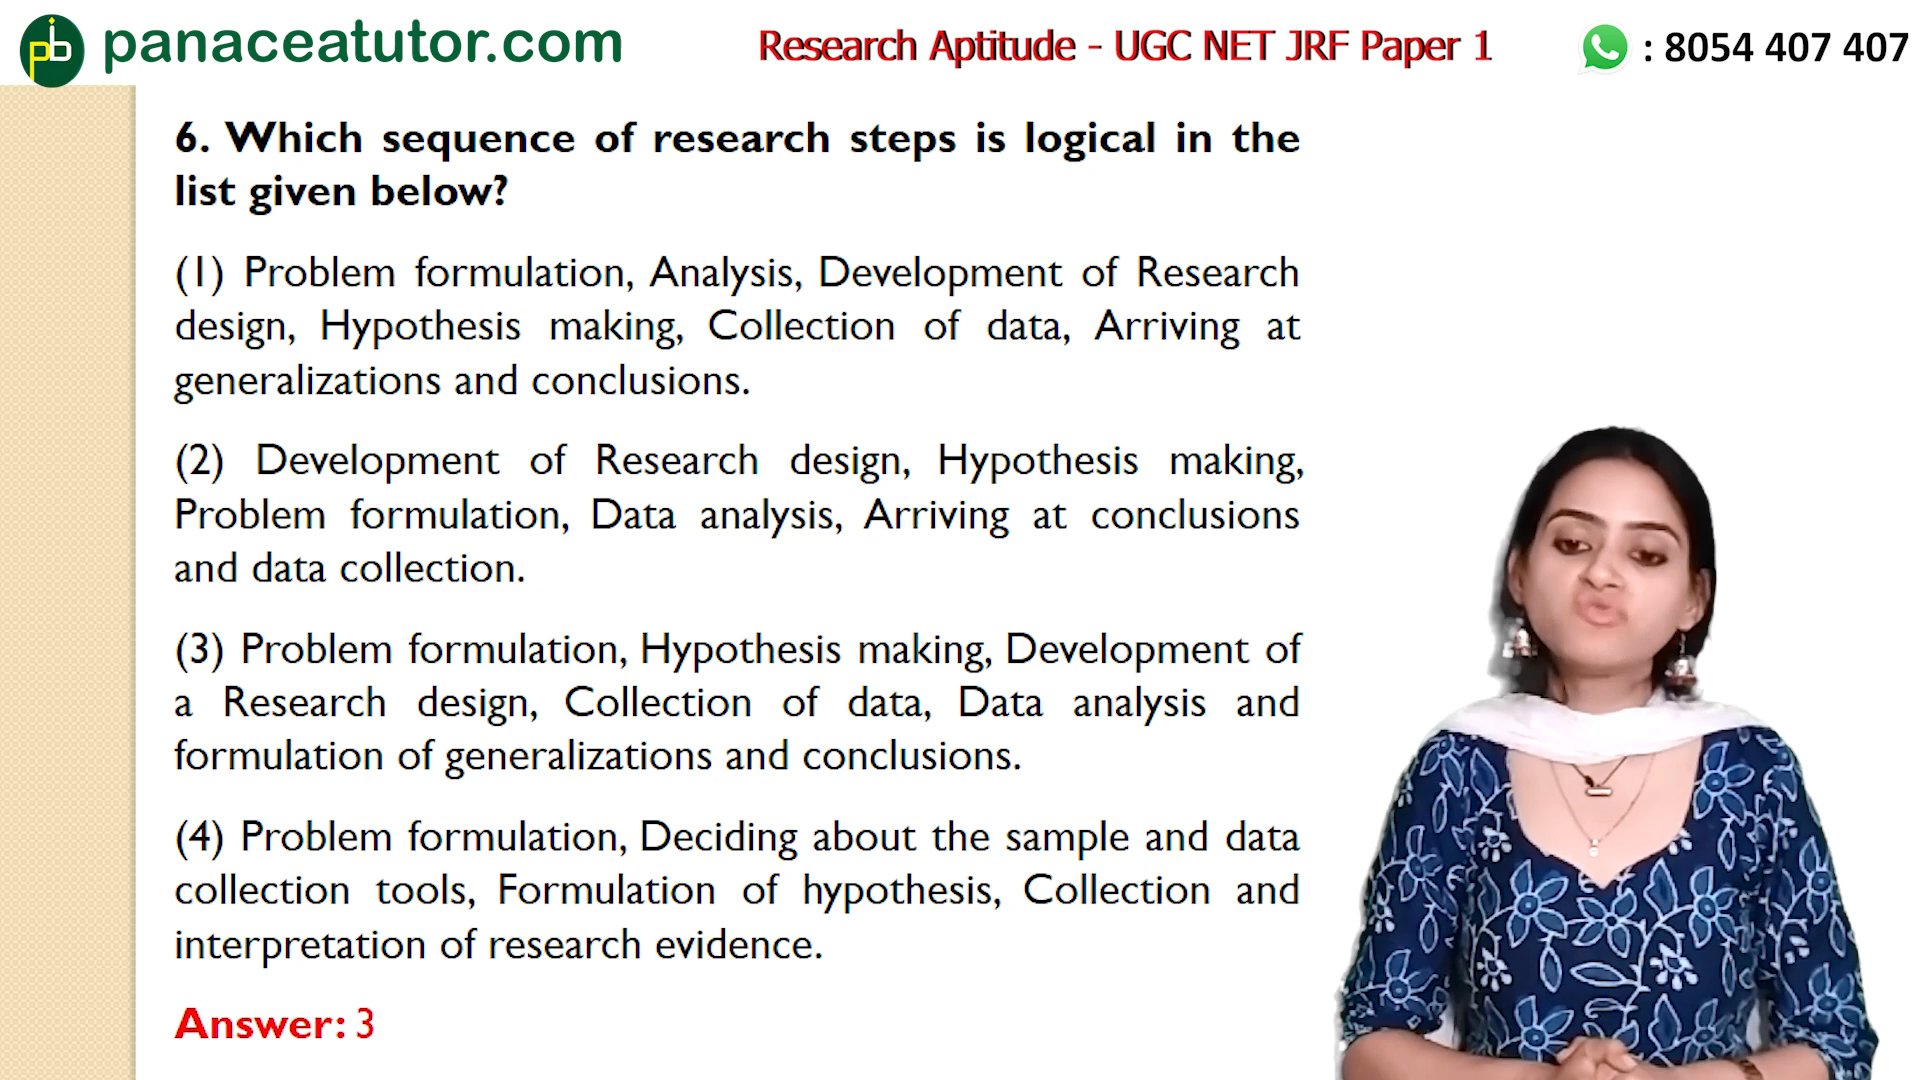 pib panaceatutor.com
Research Aptitude - UGC NET JRF Paper 1
: 8054 407 407
6. Which sequence of research steps is logical in the
list given below?
(1) Problem formulation, Analysis, Development of Research
design, Hypothesis making, Collection of data, Arriving at
generalizations and conclusions.
(2) Development of Research design, Hypothesis making,
Problem formulation, Data analysis, Arriving at conclusions
and data collection.
(3) Problem formulation, Hypothesis making, Development of
a Research design, Collection of data, Data analysis and
formulation of generalizations and conclusions.
(4) Problem formulation, Deciding about the sample and data
collection tools, Formulation of hypothesis, Collection and
interpretation of research evidence.
Answer: 3